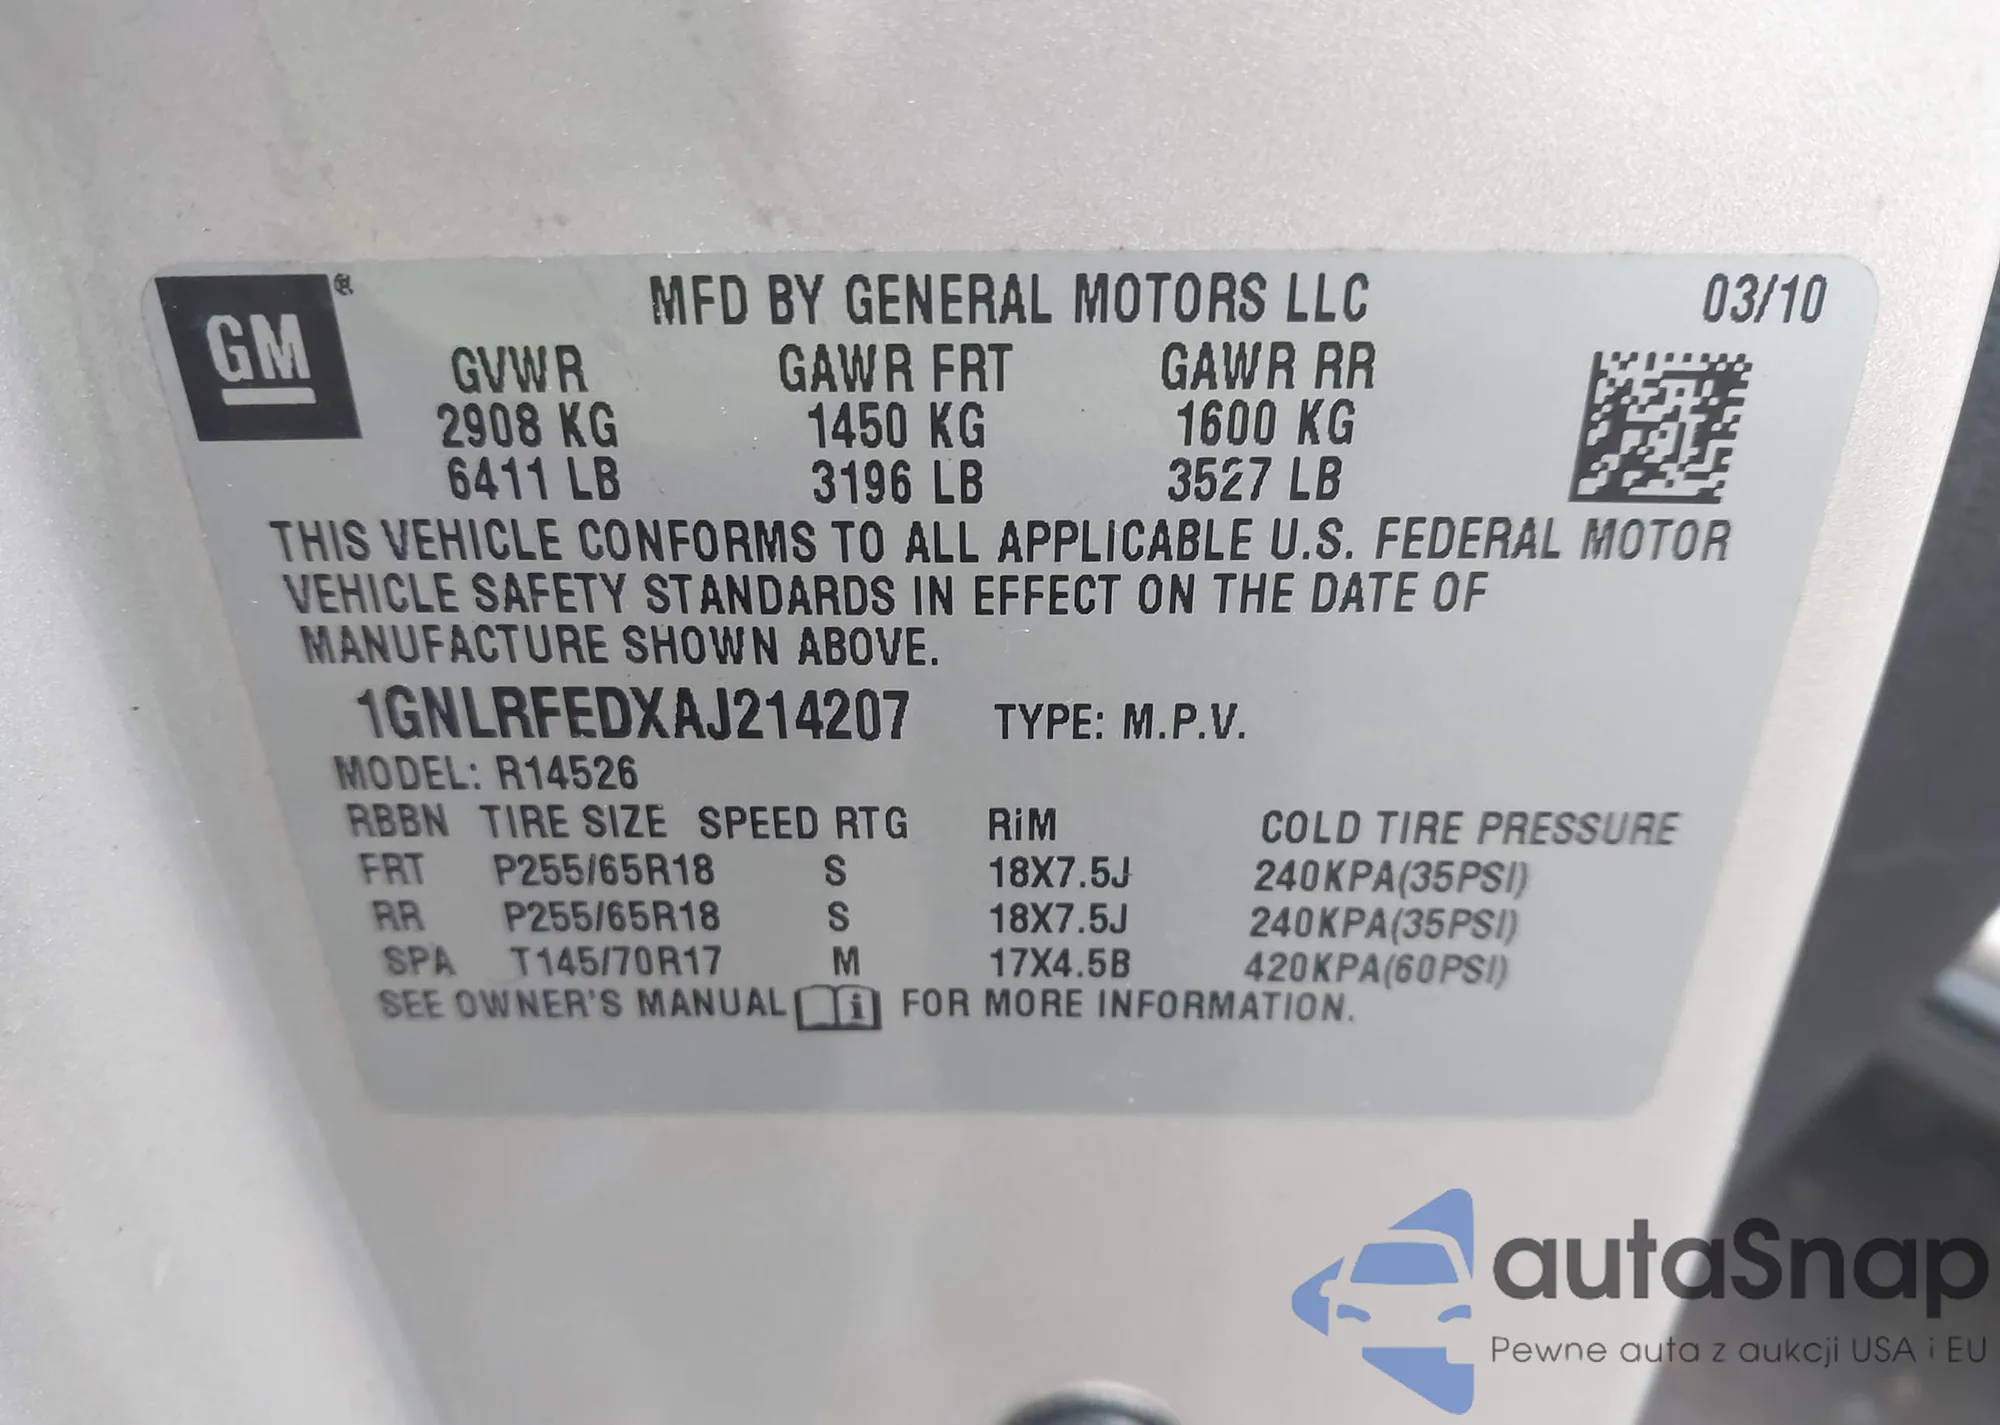 GM ®
MFD BY GENERAL MOTORS LLC 03/10
GVWR GAWR FRT GAWR RR
2908 KG 1450 KG 1600 KG
6411 LB 3196 LB 3527 LB
THIS VEHICLE CONFORMS TO ALL APPLICABLE U.S. FEDERAL MOTOR
VEHICLE SAFETY STANDARDS IN EFFECT ON THE DATE OF
MANUFACTURE SHOWN ABOVE.
1GNLRFEDXAJ214207 TYPE: M.P.V.
MODEL: R14526
RBBN TIRE SIZE SPEED RTG RiM COLD TIRE PRESSURE
FRT P255/65R18 S 18X7.5J 240KPA(35PSI)
RR P255/65R18 S 18X7.5J 240KPA(35PSI)
SPA T145/70R17 M 17X4.5B 420KPA(60PSI)
SEE OWNER'S MANUAL i FOR MORE INFORMATION.
autaSnap
Pewne auta z aukcji USA i EU